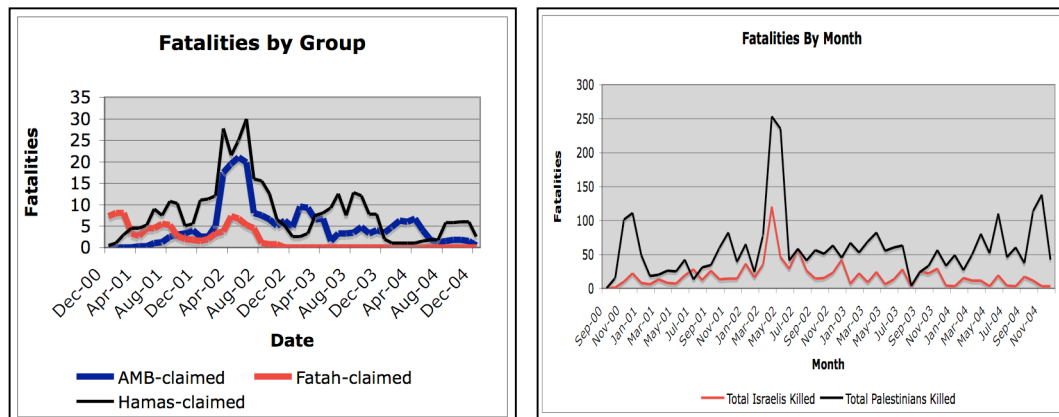 Fatalities by Group
35
30
25
20
15
10
5
0
Fatalities
Dec-00
Apr-01
Aug-01
Dec-01
Apr-02
Aug-02
Dec-02
Apr-03
Aug-03
Dec-03
Apr-04
Aug-04
Dec-04
Date
AMB-claimed
Fatah-claimed
Hamas-claimed
Fatalities By Month
300
250
200
150
100
50
0
Fatalities
Sep-00
Nov-00
Jan-01
Mar-01
May-01
Jul-01
Sep-01
Nov-01
Jan-02
Mar-02
May-02
Jul-02
Sep-02
Nov-02
Jan-03
Mar-03
May-03
Jul-03
Sep-03
Nov-03
Jan-04
Mar-04
May-04
Jul-04
Sep-04
Nov-04
Month
Total Israelis Killed
Total Palestinians Killed